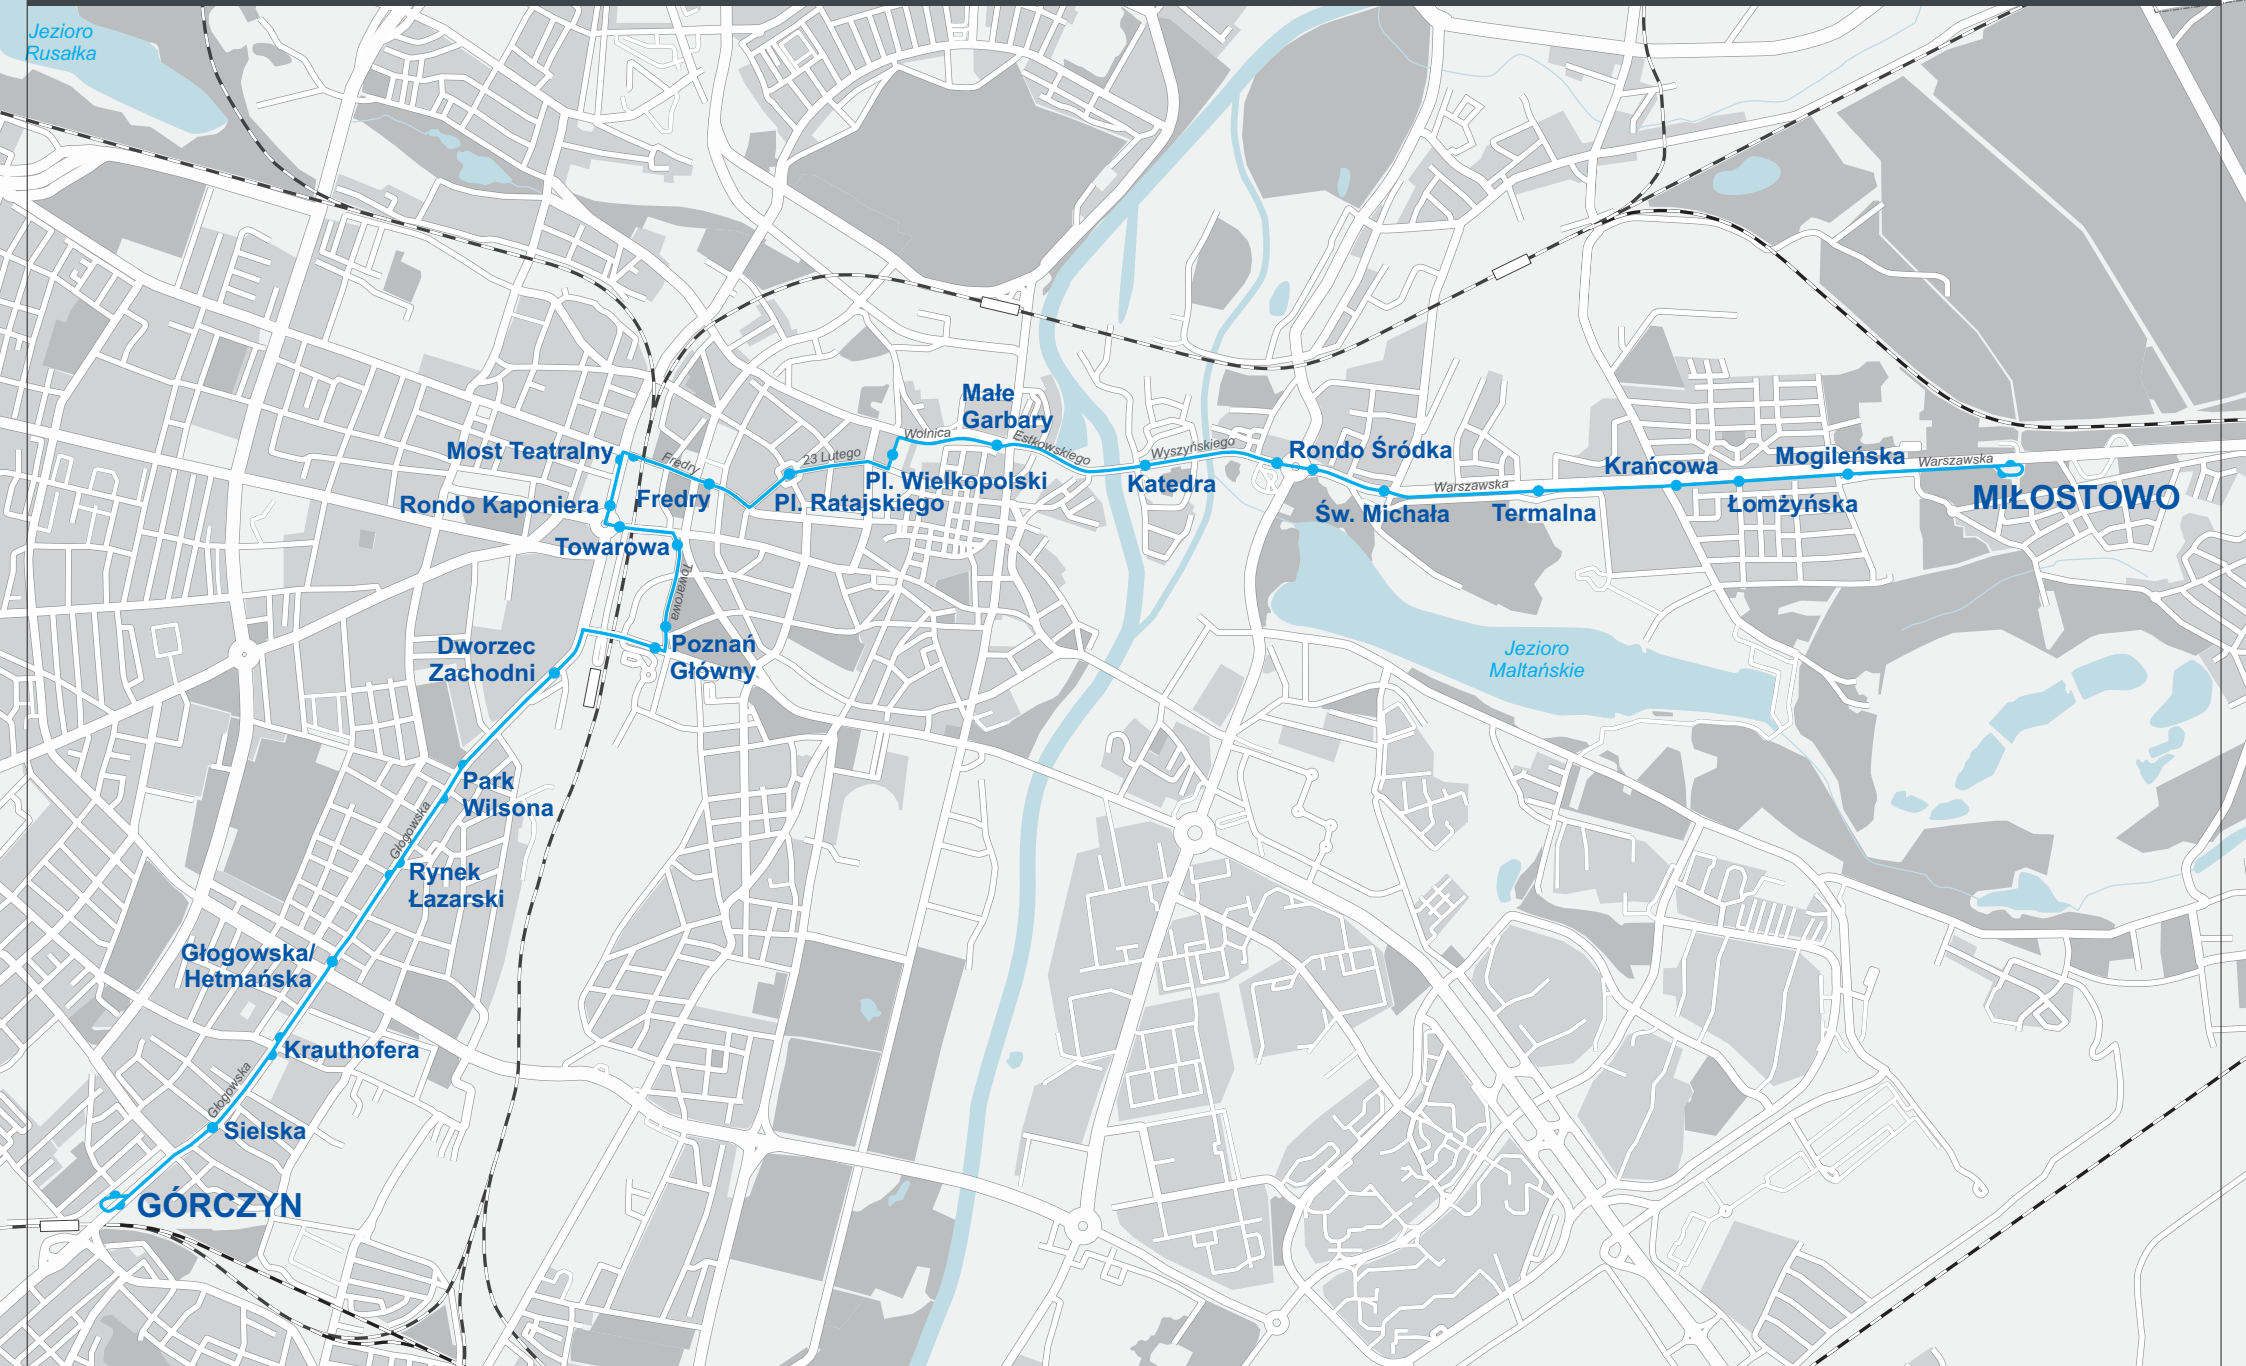 Jezioro
Rusałka
Małe
Garbary
Wolnica
Estkowskiego
Most Teatralny
Fredry
23 Lutego
Wyszyńskiego
Rondo Śródka
Krańcowa
Mogileńska
Warszawska
Pl. Wielkopolski
Katedra
Warszawska
Rondo Kaponiera
Fredry
Pl. Ratajskiego
Św. Michała
Termalna
Łomżyńska
MIŁOSTOWO
Towarowa
Towarowa
Dworzec
Zachodni
Poznań
Główny
Jezioro
Maltańskie
Park
Wilsona
Głogowska
Rynek
Łazarski
Głogowska/
Hetmańska
Krauthofera
Głogowska
Sielska
GÓRCZYN